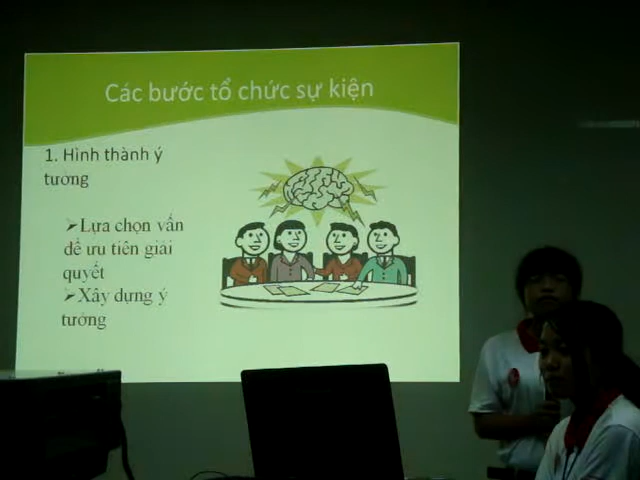 Các bước tổ chức sự kiện
1. Hình thành ý
tưởng
➢Lựa chọn vấn
đề ưu tiên giải
quyết
➢Xây dựng ý
tưởng